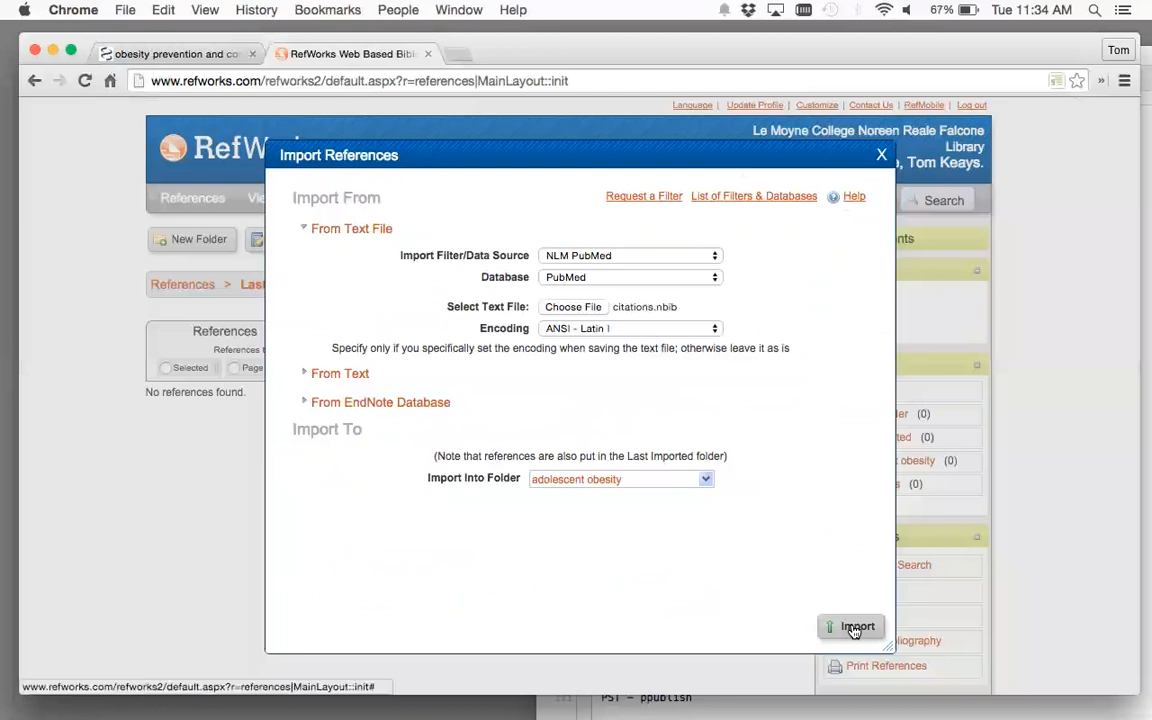 Chrome File Edit View History Bookmarks People Window Help 67% Tue 11:34 AM
obesity prevention and co
RefWorks Web Based Bibl
Tom
www.refworks.com/refworks2/default.aspx?r=references|MainLayout::init
Language | Update Profile | Customize | Contact Us | RefMobile | Log out
Le Moyne College Noreen Reale Falcone
Library
RefW
, Tom Keays.
References
Search
Import References X
Import From
Request a Filter List of Filters & Databases Help
From Text File
New Folder
Import Filter/Data Source NLM PubMed
Database PubMed
References >
Select Text File: Choose File citations.nbib
Encoding ANSI - Latin I
Specify only if you specifically set the encoding when saving the text file; otherwise leave it as is
References
Selected Page
No references found.
From Text
From EndNote Database
Import To
(Note that references are also put in the Last Imported folder)
Import Into Folder adolescent obesity
(0)
(0)
obesity (0)
(0)
Search
Import
Print References
www.refworks.com/refworks2/default.aspx?r=references|MainLayout::init#
PST - ppublish